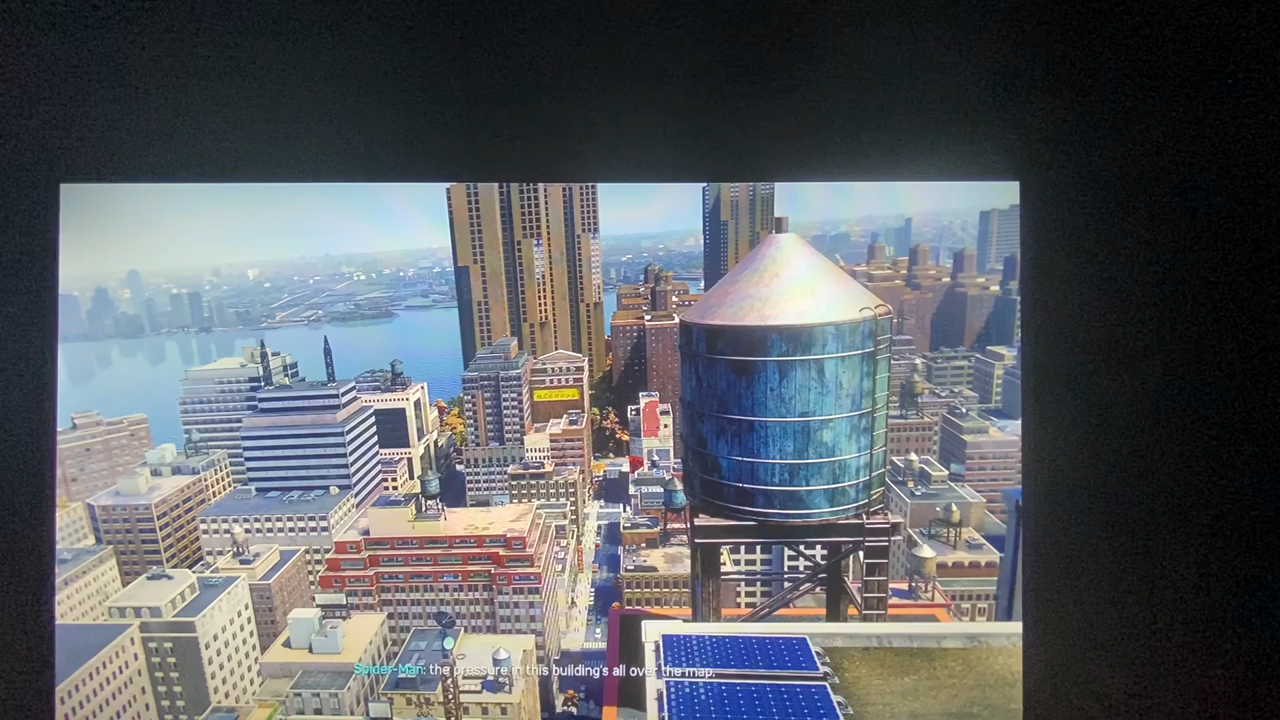 Spider-Man: the pressure in this building's all over the map.